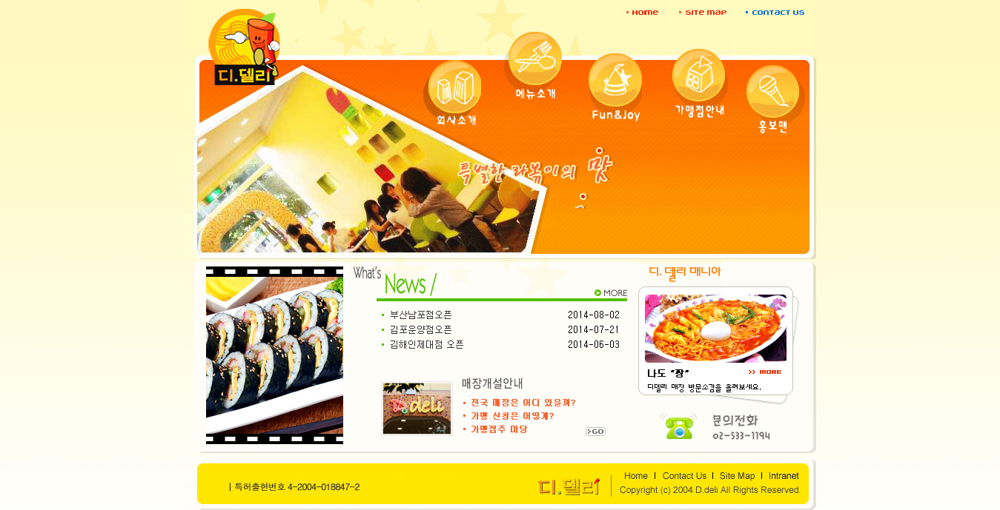 HOME
SITE MAP
CONTACT US
디.델리
회사소개
메뉴소개
Fun&Joy
가맹점안내
홍보맨
특별한 라볶이의 맛
What's News /
MORE
부산남포점오픈 2014-08-02
김포운양점오픈 2014-07-21
김해인제대점 오픈 2014-06-03
매장개설안내
D deli
전국 매장은 어디 있을까?
가맹 신청은 어떻게?
가맹점주 마당
GO
디. 델리 매니아
나도 "짱"
>> MORE
디델리 매장 방문소감을 올려보세요.
문의전화
02-533-1194
| 특허출헌번호 4-2004-018847-2
디.델리
Home | Contact Us | Site Map | Intranet
Copyright (c) 2004 D.deli All Rights Reserved.